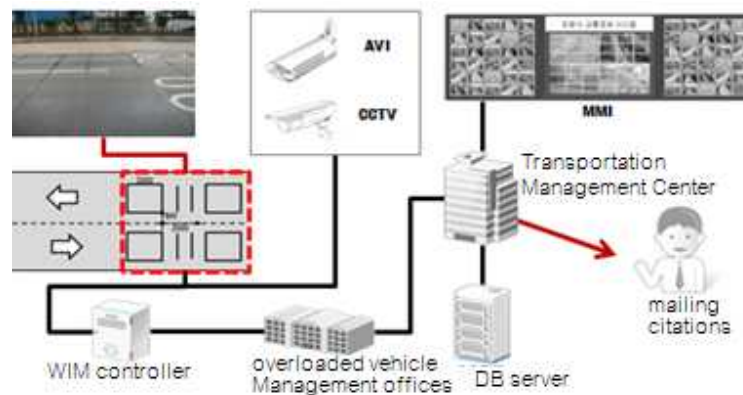 AVI
CCTV
MMI
Transportation
Management Center
mailing
citations
WIM controller
overloaded vehicle
Management offices
DB server